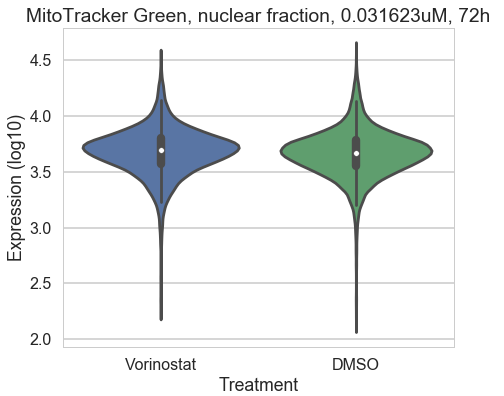 MitoTracker Green, nuclear fraction, 0.031623uM, 72h
4.5
4.0
3.5
3.0
2.5
2.0
Expression (log10)
Vorinostat DMSO
Treatment